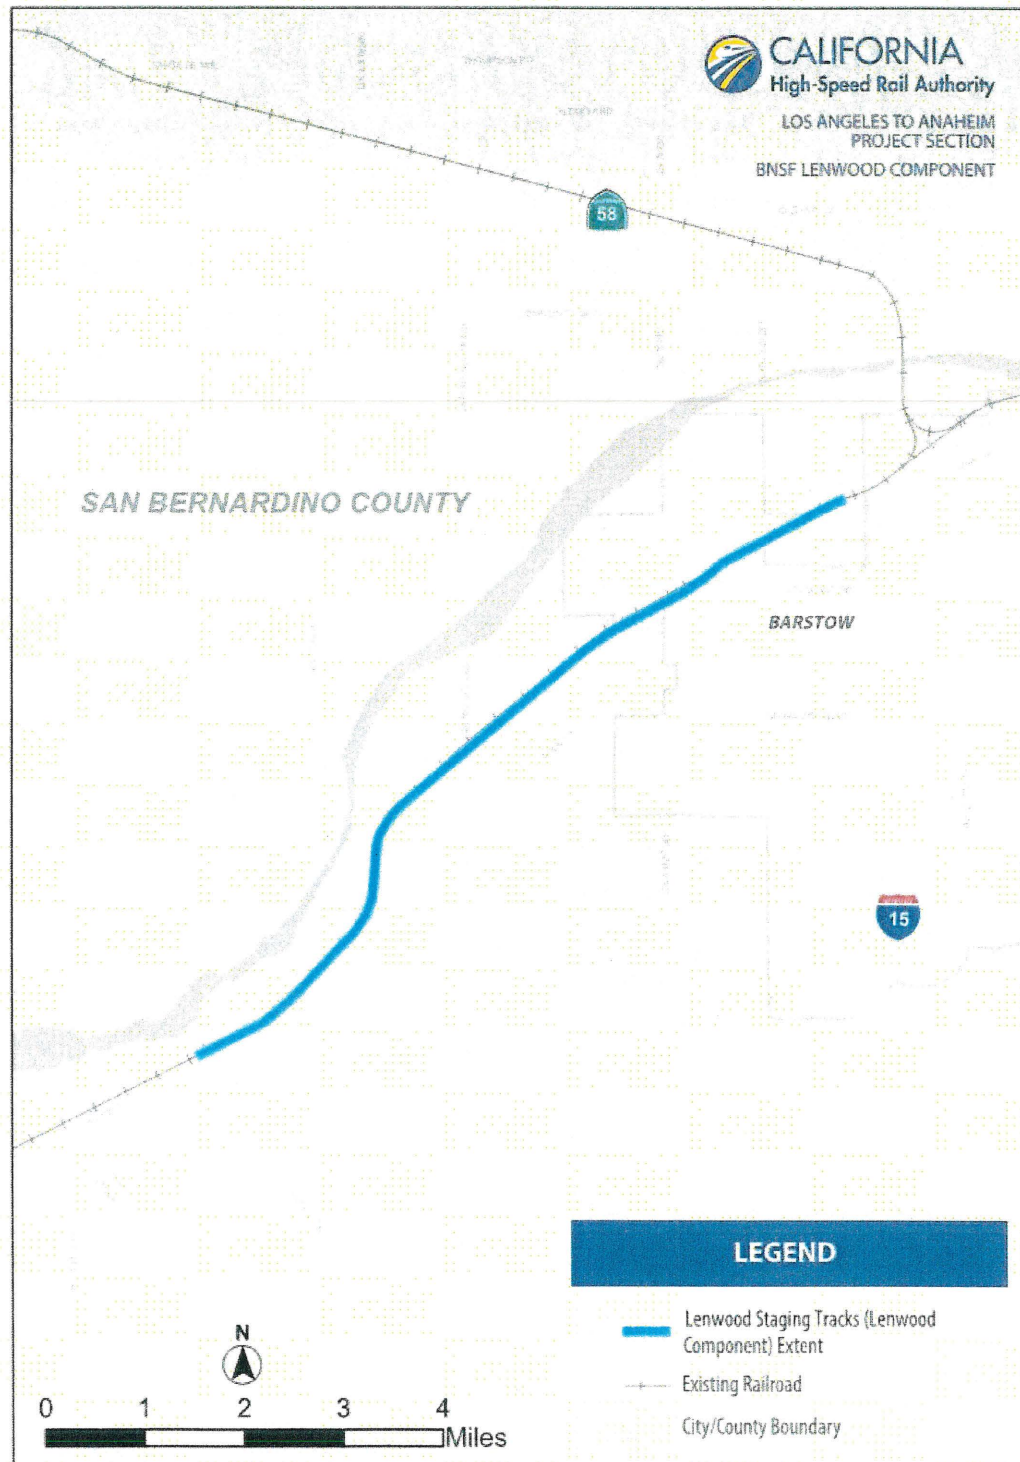 CALIFORNIA
High-Speed Rail Authority
LOS ANGELES TO ANAHEIM
PROJECT SECTION
BNSF LENWOOD COMPONENT
58
SAN BERNARDINO COUNTY
BARSTOW
15
LEGEND
Lenwood Staging Tracks (Lenwood
Component) Extent
Existing Railroad
City/County Boundary
N
0 1 2 3 4
Miles